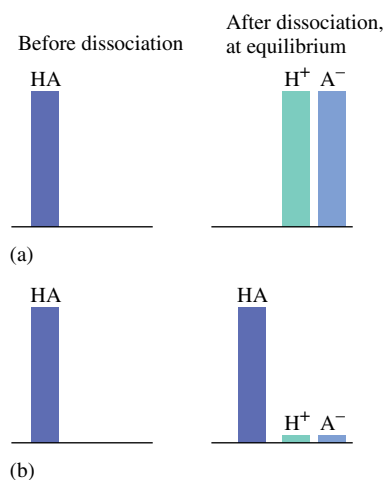 Before dissociation
After dissociation,
at equilibrium
HA
H⁺ A⁻
(a)
HA
HA
H⁺ A⁻
(b)